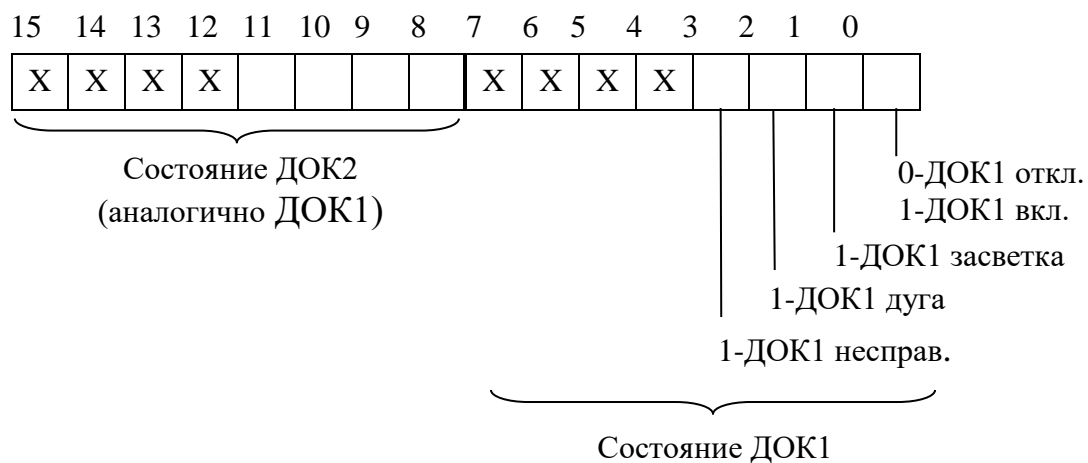 15 14 13 12 11 10 9 8 7 6 5 4 3 2 1 0
X X X X X X X X
Состояние ДОК2
(аналогично ДОК1)
0-ДОК1 откл.
1-ДОК1 вкл.
1-ДОК1 засветка
1-ДОК1 дуга
1-ДОК1 несправ.
Состояние ДОК1